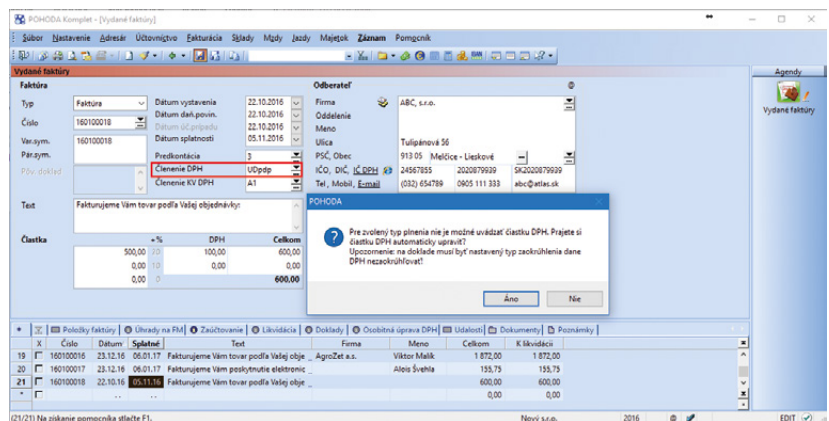 POHODA Komplet - [Vydané faktúry]
Súbor Nastavenie Adresár Účtovníctvo Fakturácia Sklady Mzdy Jazdy Majetok Záznam Pomocník
Vydané faktúry
Agendy
Vydané faktúry
Faktúra
Typ Faktúra
Číslo 160100018
Var.sym. 160100018
Pár.sym.
Pôv. doklad
Dátum vystavenia 22.10.2016
Dátum daň.povin. 22.10.2016
Dátum úč.prípadu 22.10.2016
Dátum splatnosti 05.11.2016
Predkontácia 3
Členenie DPH UDpdp
Členenie KV DPH A1
Odberateľ
Firma ABC, s.r.o.
Oddelenie
Meno
Ulica Tulipánová 56
PSČ, Obec 913 05 Melčice - Lieskové
IČO, DIČ, IČ DPH 24567855 2020879939 SK2020879939
Tel, Mobil, E-mail (032) 654789 0905 111 333 abc@atlas.sk
Text Fakturujeme Vám tovar podľa Vašej objednávky:
Čiastka +% DPH Celkom
500,00 20 100,00 600,00
0,00 10 0,00 0,00
0,00 0 600,00
POHODA
Pre zvolený typ plnenia nie je možné uvádzať čiastku DPH. Prajete si
čiastku DPH automaticky upraviť?
Upozornenie: na doklade musí byť nastavený typ zaokrúhlenia dane
DPH nezaokrúhľovať!
Áno Nie
Položky faktúry Úhrady na FM Zaúčtovanie Likvidácia Doklady Osobitná úprava DPH Udalosti Dokumenty Poznámky
X Číslo Dátum Splatné Text Firma Meno Celkom K likvidácii
19 160100016 23.12.16 06.01.17 Fakturujeme Vám tovar podľa Vašej obje AgroZet a.s. Viktor Malík 1 872,00 1 872,00
20 160100017 23.12.16 06.01.17 Fakturujeme Vám poskytnutie elektronic Alois Švehla 155,75 155,75
21 160100018 22.10.16 05.11.16 Fakturujeme Vám tovar podľa Vašej obje 600,00 600,00
* .. .. 0,00 0,00
(21/21) Na získanie pomocníka stlačte F1. Nový s.r.o. 2016 @ EDIT